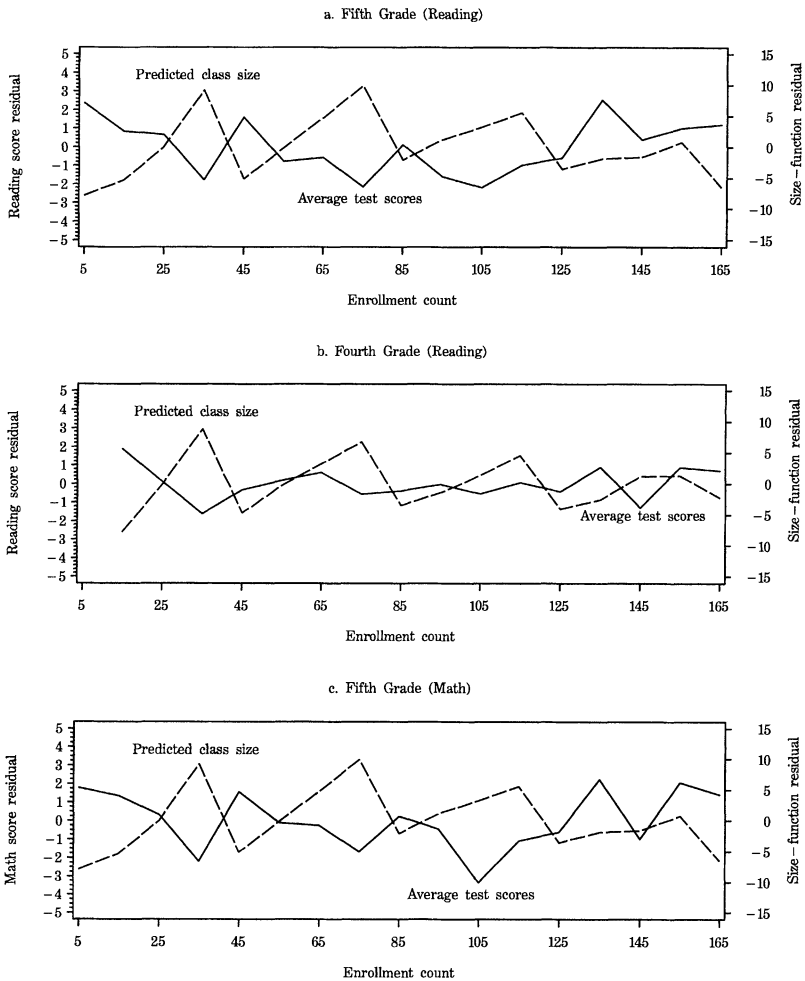 a. Fifth Grade (Reading)
5
4
3
2
1
0
−1
−2
−3
−4
−5
Reading score residual
Predicted class size
Average test scores
15
10
5
0
−5
−10
−15
Size−function residual
5 25 45 65 85 105 125 145 165
Enrollment count
b. Fourth Grade (Reading)
5
4
3
2
1
0
−1
−2
−3
−4
−5
Reading score residual
Predicted class size
Average test scores
15
10
5
0
−5
−10
−15
Size−function residual
5 25 45 65 85 105 125 145 165
Enrollment count
c. Fifth Grade (Math)
5
4
3
2
1
0
−1
−2
−3
−4
−5
Math score residual
Predicted class size
Average test scores
15
10
5
0
−5
−10
−15
Size−function residual
5 25 45 65 85 105 125 145 165
Enrollment count